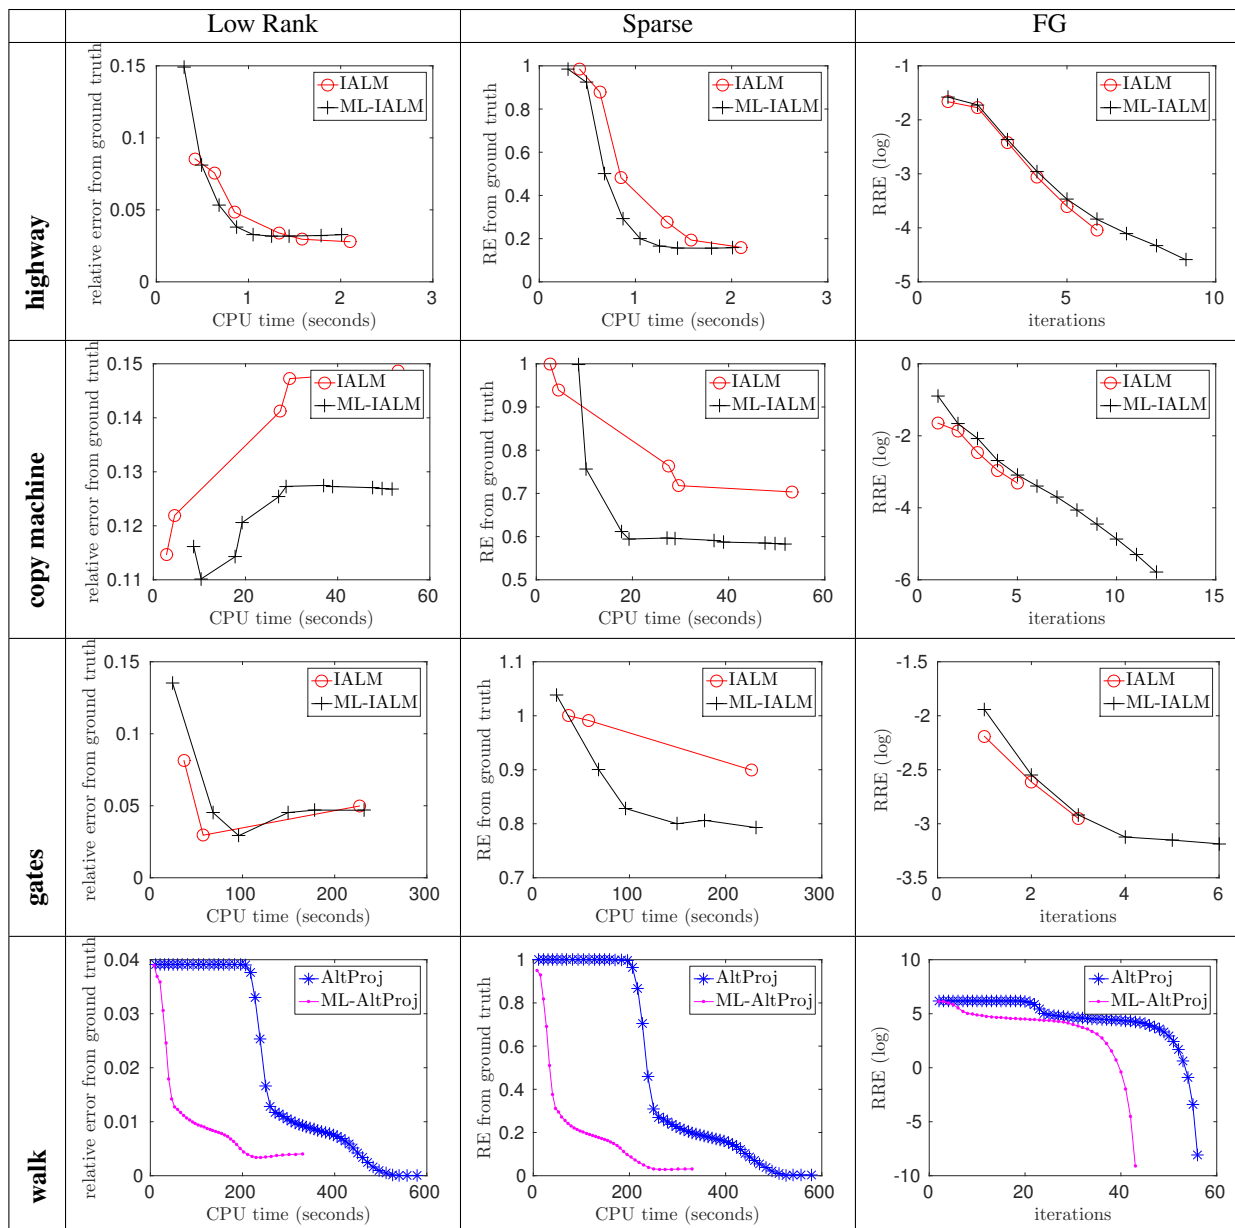 Low Rank Sparse FG
highway
relative error from ground truth
0.15
0.1
0.05
0
0 1 2 3
CPU time (seconds)
IALM
ML-IALM
RE from ground truth
1
0.8
0.6
0.4
0.2
0
0 1 2 3
CPU time (seconds)
IALM
ML-IALM
RRE (log)
-1
-2
-3
-4
-5
0 5 10
iterations
IALM
ML-IALM
copy machine
relative error from ground truth
0.15
0.14
0.13
0.12
0.11
0 20 40 60
CPU time (seconds)
IALM
ML-IALM
RE from ground truth
1
0.9
0.8
0.7
0.6
0.5
0 20 40 60
CPU time (seconds)
IALM
ML-IALM
RRE (log)
0
-2
-4
-6
0 5 10 15
iterations
IALM
ML-IALM
gates
relative error from ground truth
0.15
0.1
0.05
0
0 100 200 300
CPU time (seconds)
IALM
ML-IALM
RE from ground truth
1.1
1
0.9
0.8
0.7
0 100 200 300
CPU time (seconds)
IALM
ML-IALM
RRE (log)
-1.5
-2
-2.5
-3
-3.5
0 2 4 6
iterations
IALM
ML-IALM
walk
relative error from ground truth
0.04
0.03
0.02
0.01
0
0 200 400 600
CPU time (seconds)
AltProj
ML-AltProj
RE from ground truth
1
0.8
0.6
0.4
0.2
0
0 200 400 600
CPU time (seconds)
AltProj
ML-AltProj
RRE (log)
10
5
0
-5
-10
0 20 40 60
iterations
AltProj
ML-AltProj